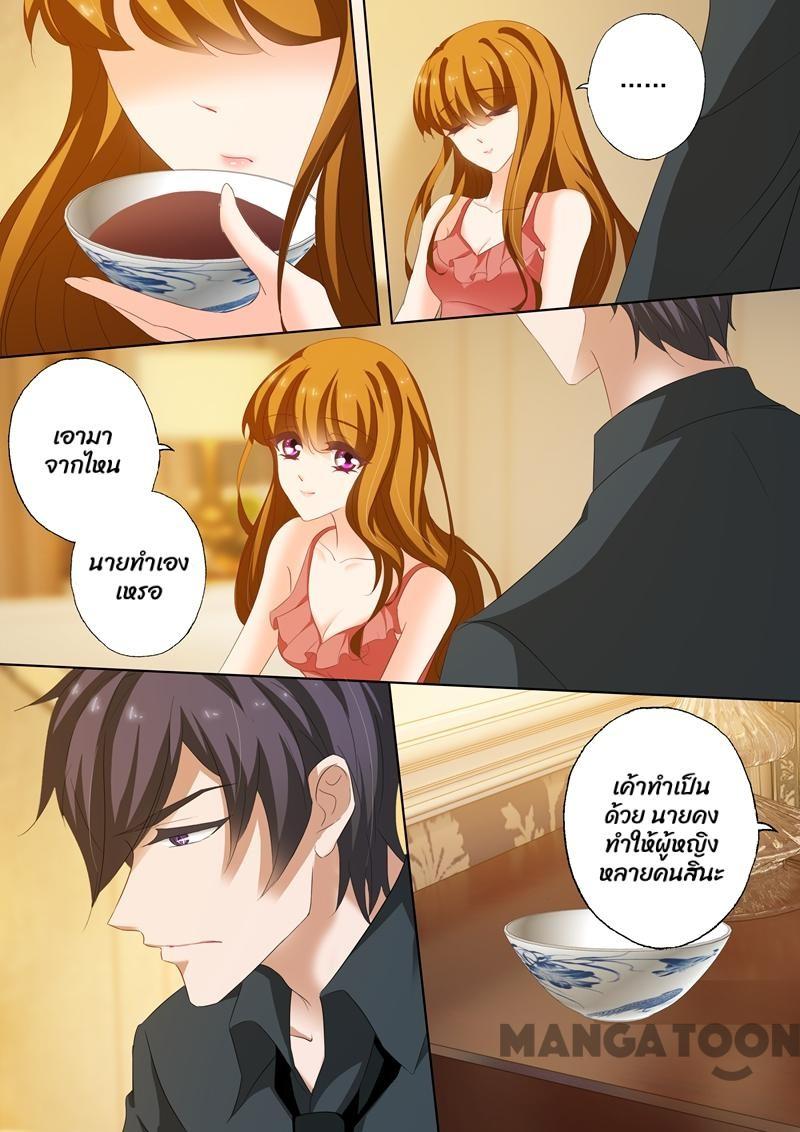 ......
เอามา
จากไหน
นายทำเอง
เหรอ
เค้าทำเป็น
ด้วย นายคง
ทำให้ผู้หญิง
หลายคนสินะ
MANGATOON